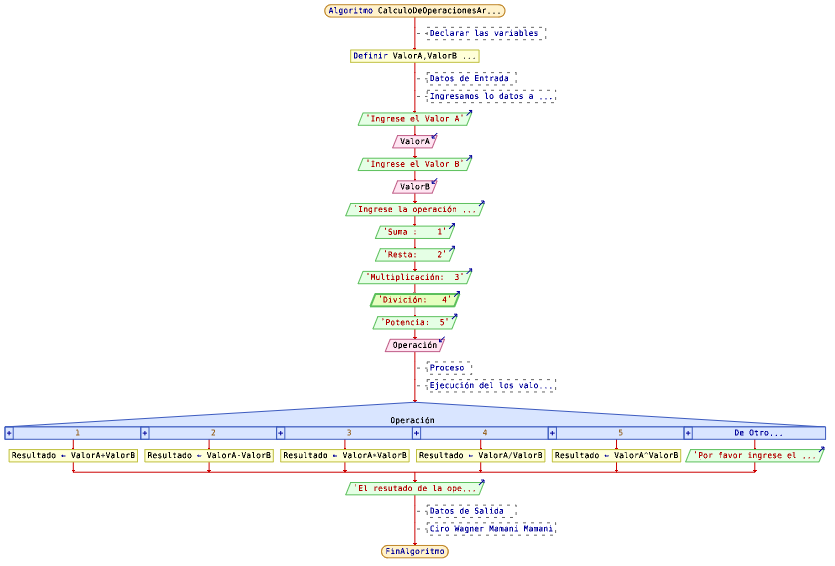 Algoritmo CalculoDeOperacionesAr...
Declarar las variables
Definir ValorA,ValorB ...
Datos de Entrada
Ingresamos lo datos a ...
'Ingrese el Valor A'
ValorA
'Ingrese el Valor B'
ValorB
'Ingrese la operación ...
'Suma :    1'
'Resta:    2'
'Multiplicación:  3'
'Divición:   4'
'Potencia:  5'
Operación
Proceso
Ejecución del los valo...
Operación
+ 1 + 2 + 3 + 4 + 5 + De Otro...
Resultado ← ValorA+ValorB Resultado ← ValorA-ValorB Resultado ← ValorA*ValorB Resultado ← ValorA/ValorB Resultado ← ValorA^ValorB 'Por favor ingrese el ...
'El resutado de la ope...
Datos de Salida
Ciro Wagner Mamani Mamani
FinAlgoritmo